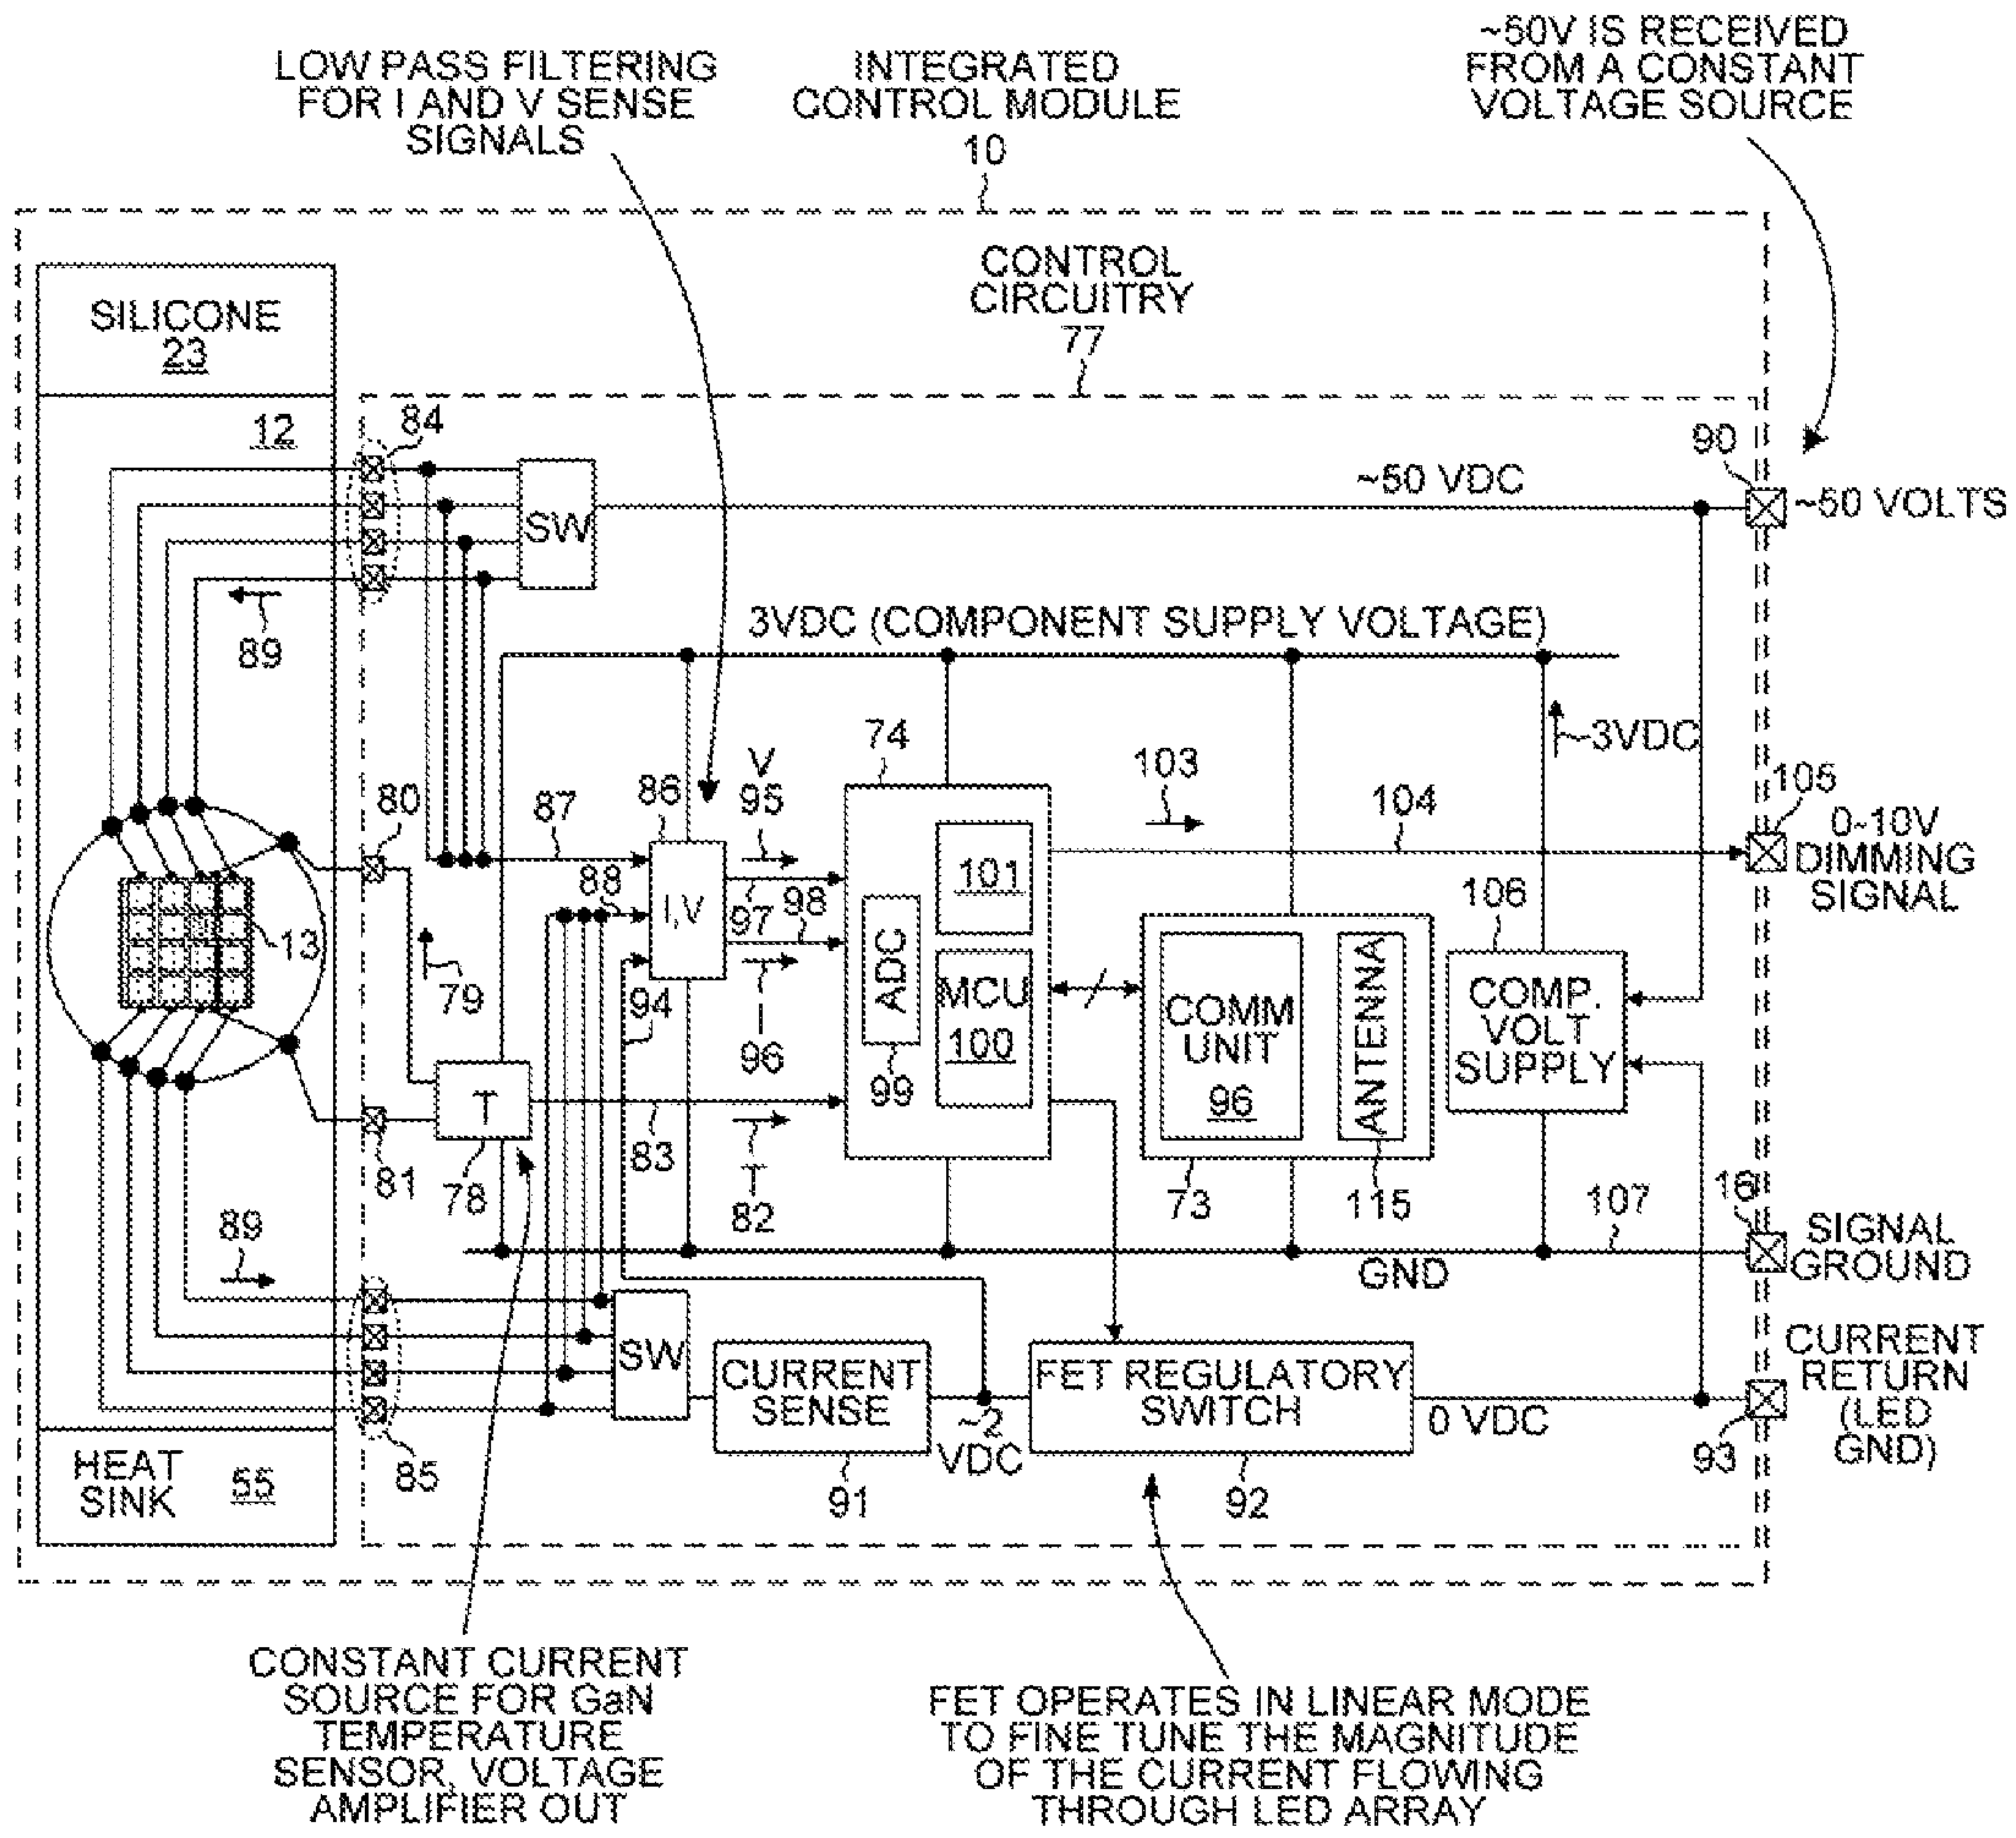 LOW PASS FILTERING
FOR I AND V SENSE
SIGNALS
INTEGRATED
CONTROL MODULE
10
~50V IS RECEIVED
FROM A CONSTANT
VOLTAGE SOURCE
CONTROL
CIRCUITRY
77
SILICONE
23
12
84
SW
~50 VDC
90
~50 VOLTS
89
3VDC (COMPONENT SUPPLY VOLTAGE)
~3VDC
80
87
86
V
95
74
103
104
105
0-10V
DIMMING
SIGNAL
88
I,V
97
98
101
106
13
79
94
I
96
ADC
99
MCU
100
COMM
UNIT
96
ANTENNA
COMP.
VOLT
SUPPLY
T
78
81
83
T
82
73
115
107
16
SIGNAL
GROUND
89
GND
SW
CURRENT
SENSE
91
~2
VDC
FET REGULATORY
SWITCH
92
0 VDC
93
CURRENT
RETURN
(LED
GND)
85
HEAT
SINK
55
CONSTANT CURRENT
SOURCE FOR GaN
TEMPERATURE
SENSOR, VOLTAGE
AMPLIFIER OUT
FET OPERATES IN LINEAR MODE
TO FINE TUNE THE MAGNITUDE
OF THE CURRENT FLOWING
THROUGH LED ARRAY